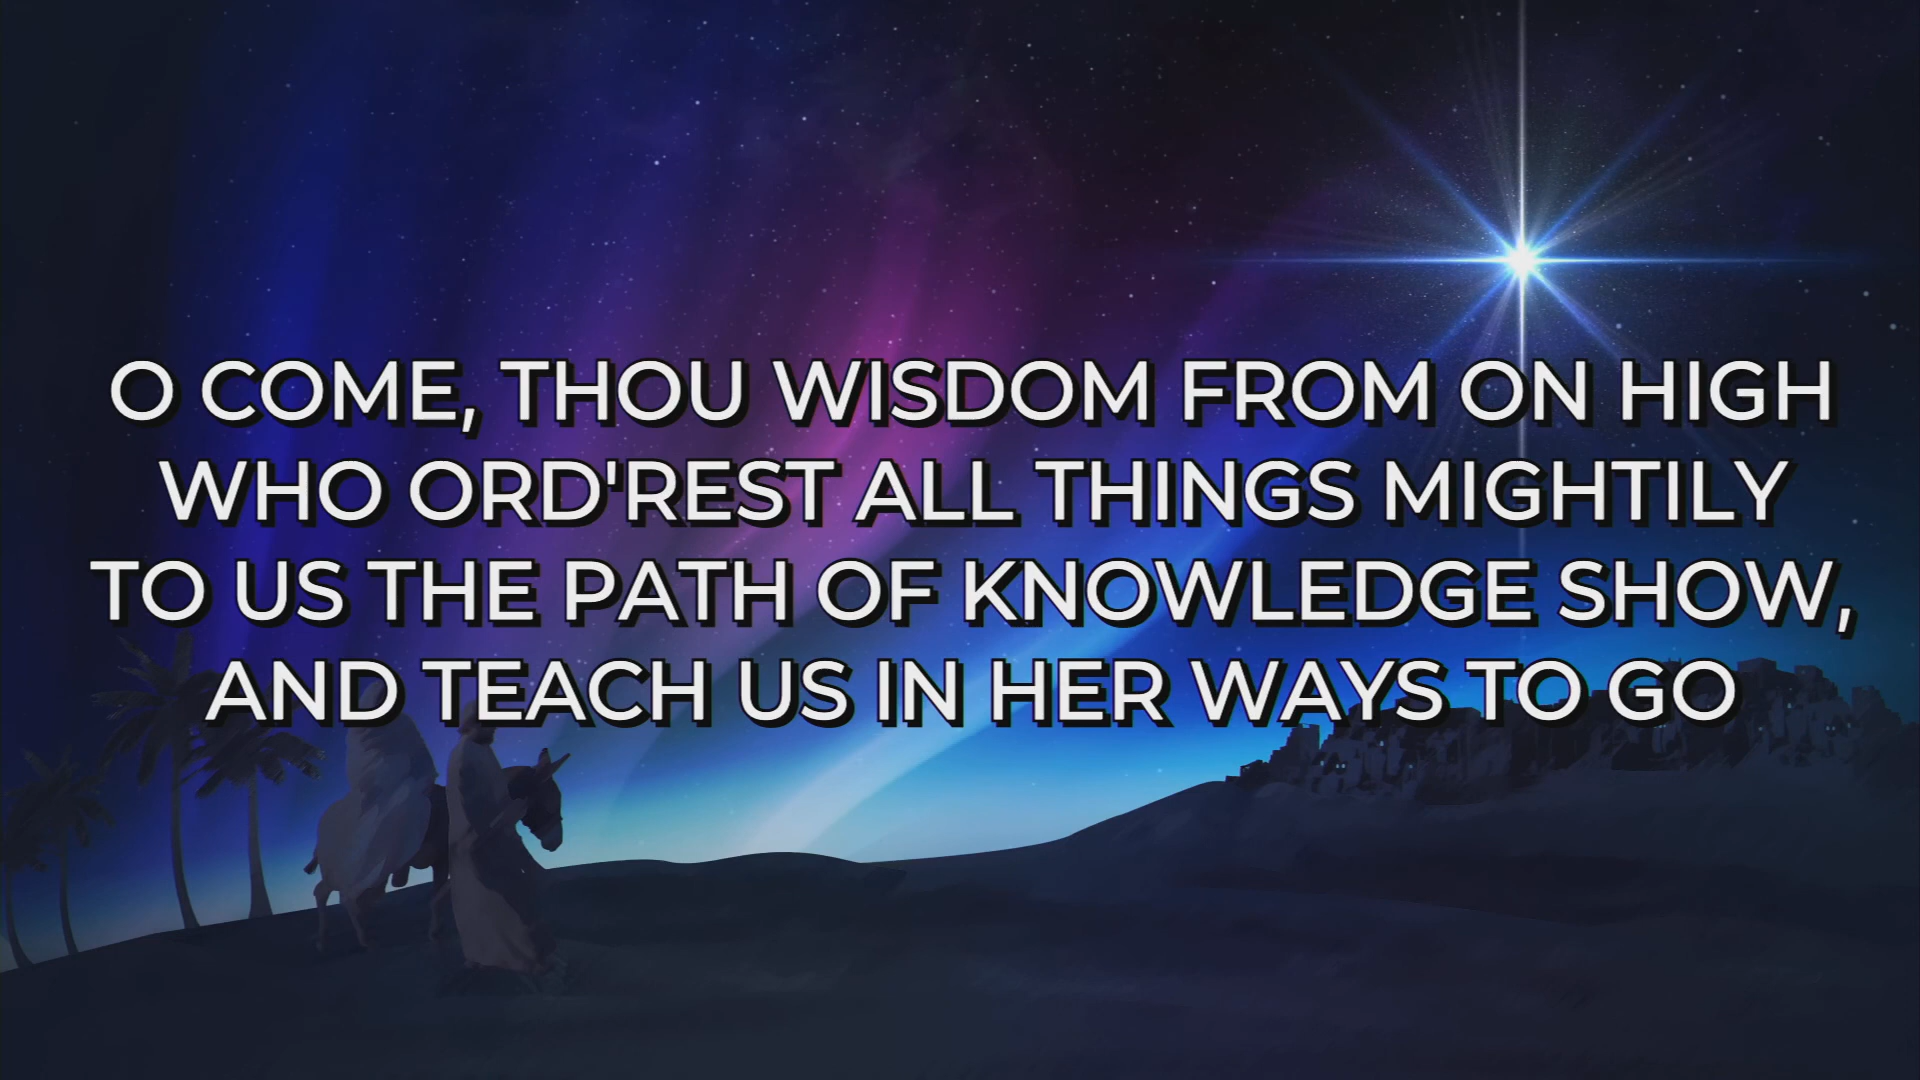 O COME, THOU WISDOM FROM ON HIGH
WHO ORD'REST ALL THINGS MIGHTILY
TO US THE PATH OF KNOWLEDGE SHOW,
AND TEACH US IN HER WAYS TO GO